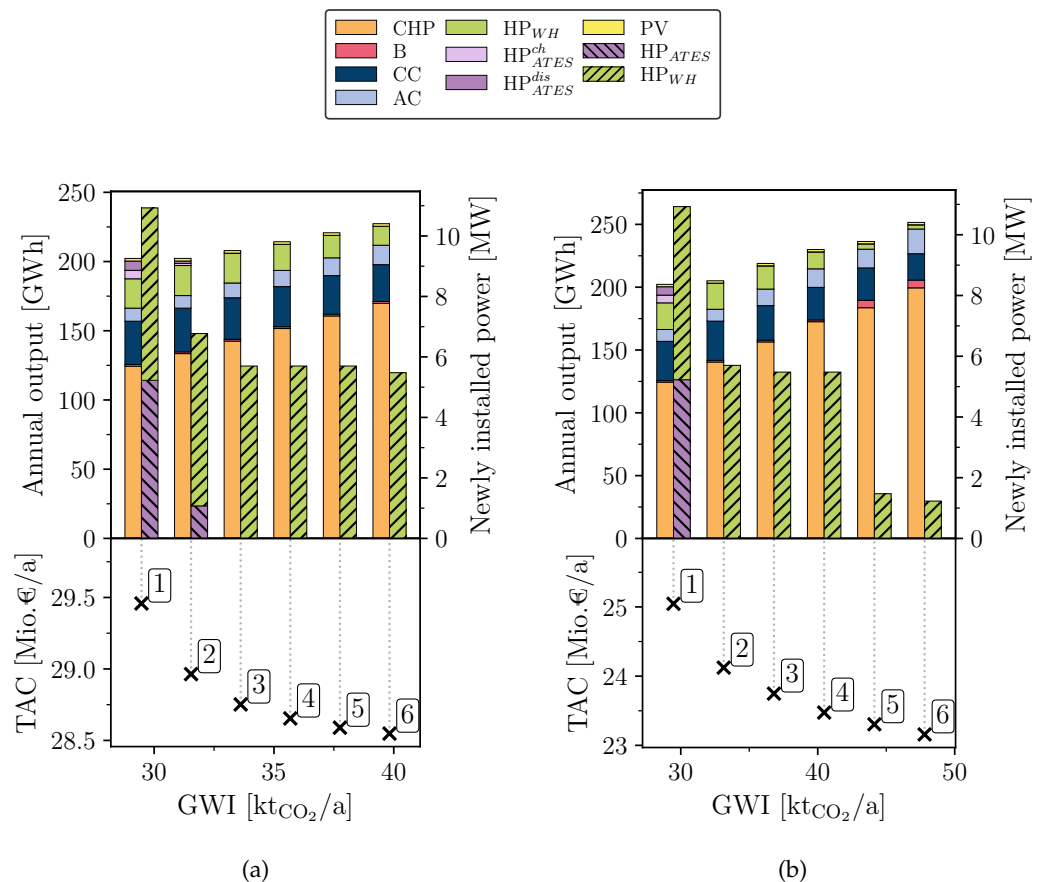 CHP
B
CC
AC
HP_WH
HP^ch_ATES
HP^dis_ATES
PV
HP_ATES
HP_WH
Annual output [GWh]
250
200
150
100
50
0
Newly installed power [MW]
10
8
6
4
2
0
TAC [Mio.€/a]
29.5
29.0
28.5
1
2
3
4
5
6
30
35
40
GWI [kt_CO₂/a]
(a)
Annual output [GWh]
250
200
150
100
50
0
Newly installed power [MW]
10
8
6
4
2
0
TAC [Mio.€/a]
25
24
23
1
2
3
4
5
6
30
40
50
GWI [kt_CO₂/a]
(b)